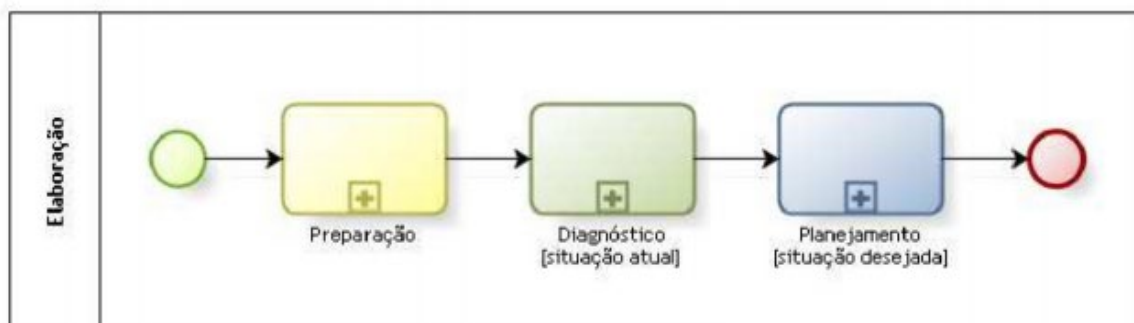 Elaboração
Preparação
Diagnóstico
[situação atual]
Planejamento
[situação desejada]